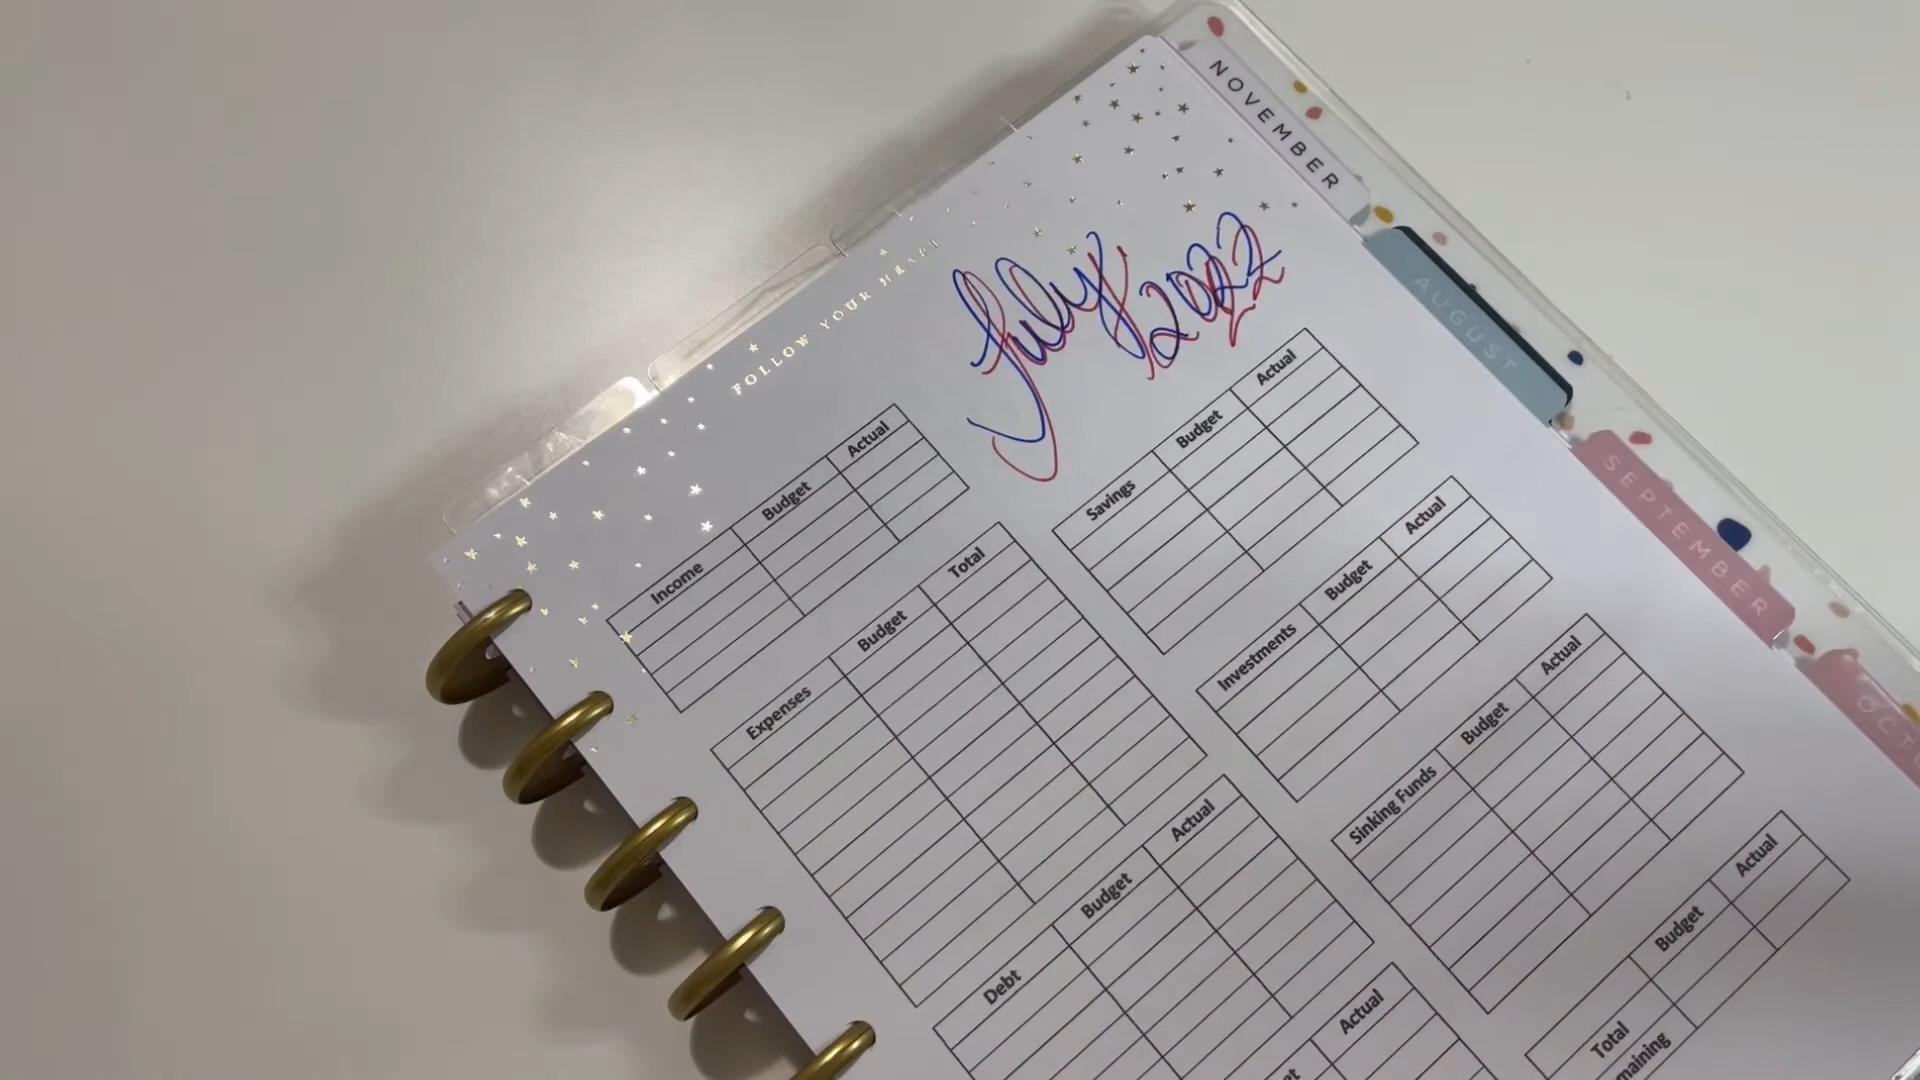 NOVEMBER
AUGUST
SEPTEMBER
FOLLOW YOUR HEART
July 2022
Income Budget Actual
Expenses Budget Total
Debt Budget Actual
Actual
Savings Budget Actual
Investments Budget Actual
Sinking Funds Budget Actual
Budget Actual
Total